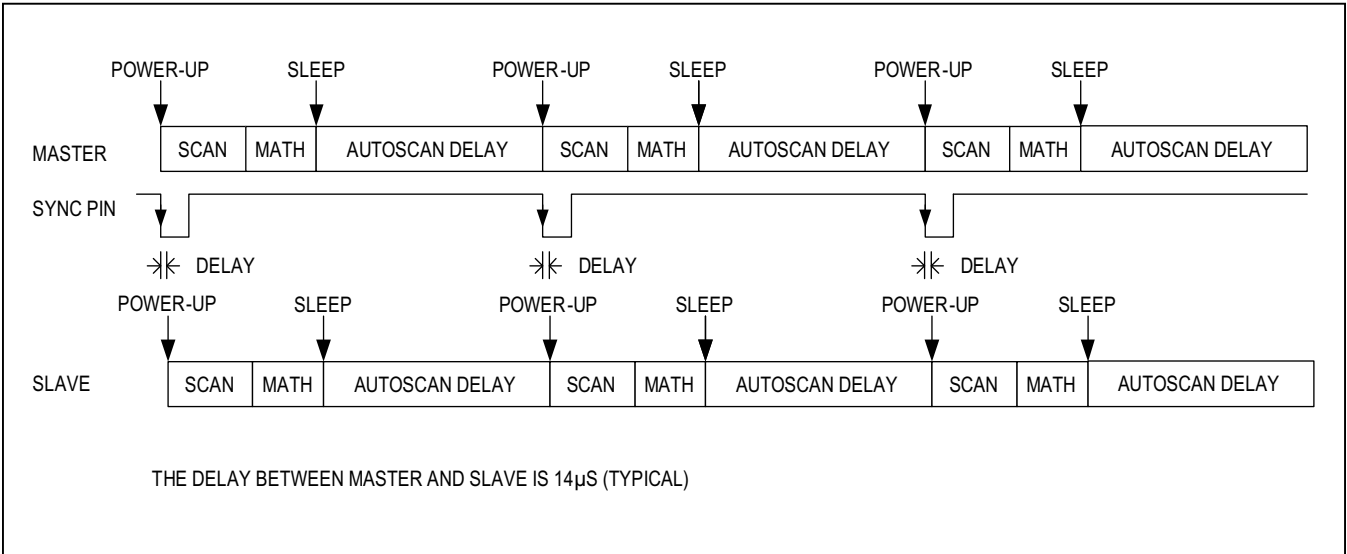 POWER-UP SLEEP POWER-UP SLEEP POWER-UP SLEEP
MASTER SCAN MATH AUTOSCAN DELAY SCAN MATH AUTOSCAN DELAY SCAN MATH AUTOSCAN DELAY
SYNC PIN
DELAY DELAY DELAY
POWER-UP SLEEP POWER-UP SLEEP POWER-UP SLEEP
SLAVE SCAN MATH AUTOSCAN DELAY SCAN MATH AUTOSCAN DELAY SCAN MATH AUTOSCAN DELAY
THE DELAY BETWEEN MASTER AND SLAVE IS 14µS (TYPICAL)